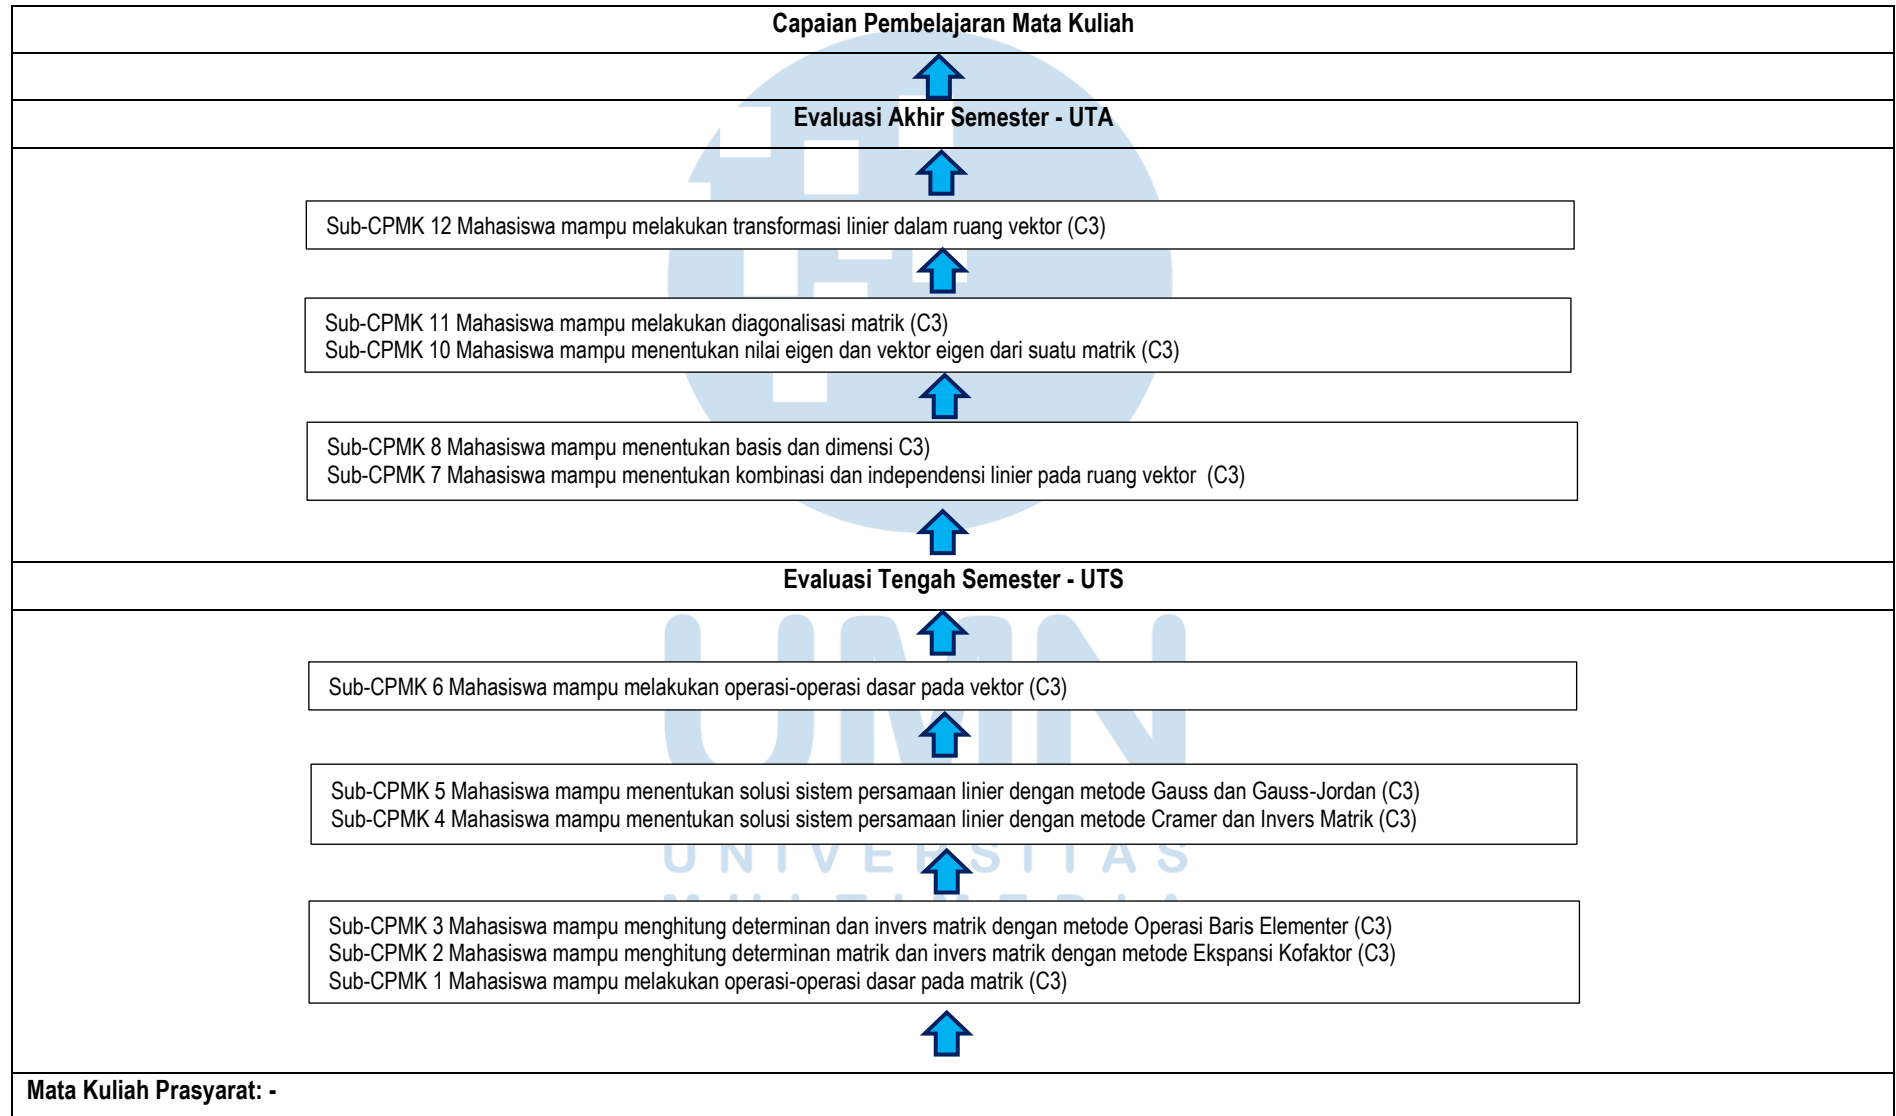 Capaian Pembelajaran Mata Kuliah
Evaluasi Akhir Semester - UTA
Sub-CPMK 12 Mahasiswa mampu melakukan transformasi linier dalam ruang vektor (C3)
Sub-CPMK 11 Mahasiswa mampu melakukan diagonalisasi matrik (C3)
Sub-CPMK 10 Mahasiswa mampu menentukan nilai eigen dan vektor eigen dari suatu matrik (C3)
Sub-CPMK 8 Mahasiswa mampu menentukan basis dan dimensi C3)
Sub-CPMK 7 Mahasiswa mampu menentukan kombinasi dan independensi linier pada ruang vektor  (C3)
Evaluasi Tengah Semester - UTS
UMN
Sub-CPMK 6 Mahasiswa mampu melakukan operasi-operasi dasar pada vektor (C3)
Sub-CPMK 5 Mahasiswa mampu menentukan solusi sistem persamaan linier dengan metode Gauss dan Gauss-Jordan (C3)
Sub-CPMK 4 Mahasiswa mampu menentukan solusi sistem persamaan linier dengan metode Cramer dan Invers Matrik (C3)
UNIVERSITAS
MULTIMEDIA
Sub-CPMK 3 Mahasiswa mampu menghitung determinan dan invers matrik dengan metode Operasi Baris Elementer (C3)
Sub-CPMK 2 Mahasiswa mampu menghitung determinan matrik dan invers matrik dengan metode Ekspansi Kofaktor (C3)
Sub-CPMK 1 Mahasiswa mampu melakukan operasi-operasi dasar pada matrik (C3)
Mata Kuliah Prasyarat: -